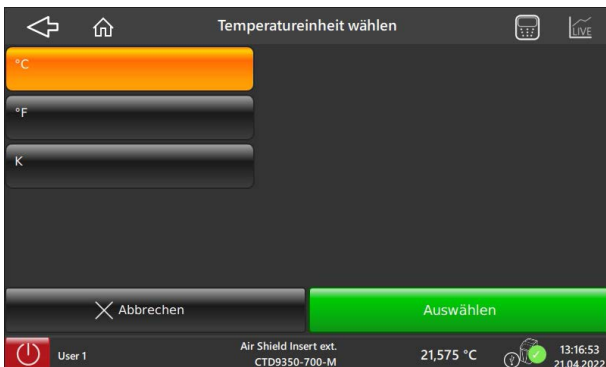 Temperatureinheit wählen
LIVE
°C
°F
K
Abbrechen
Auswählen
User 1
Air Shield Insert ext.
CTD9350-700-M
21,575 °C
13:16:53
21.04.2022